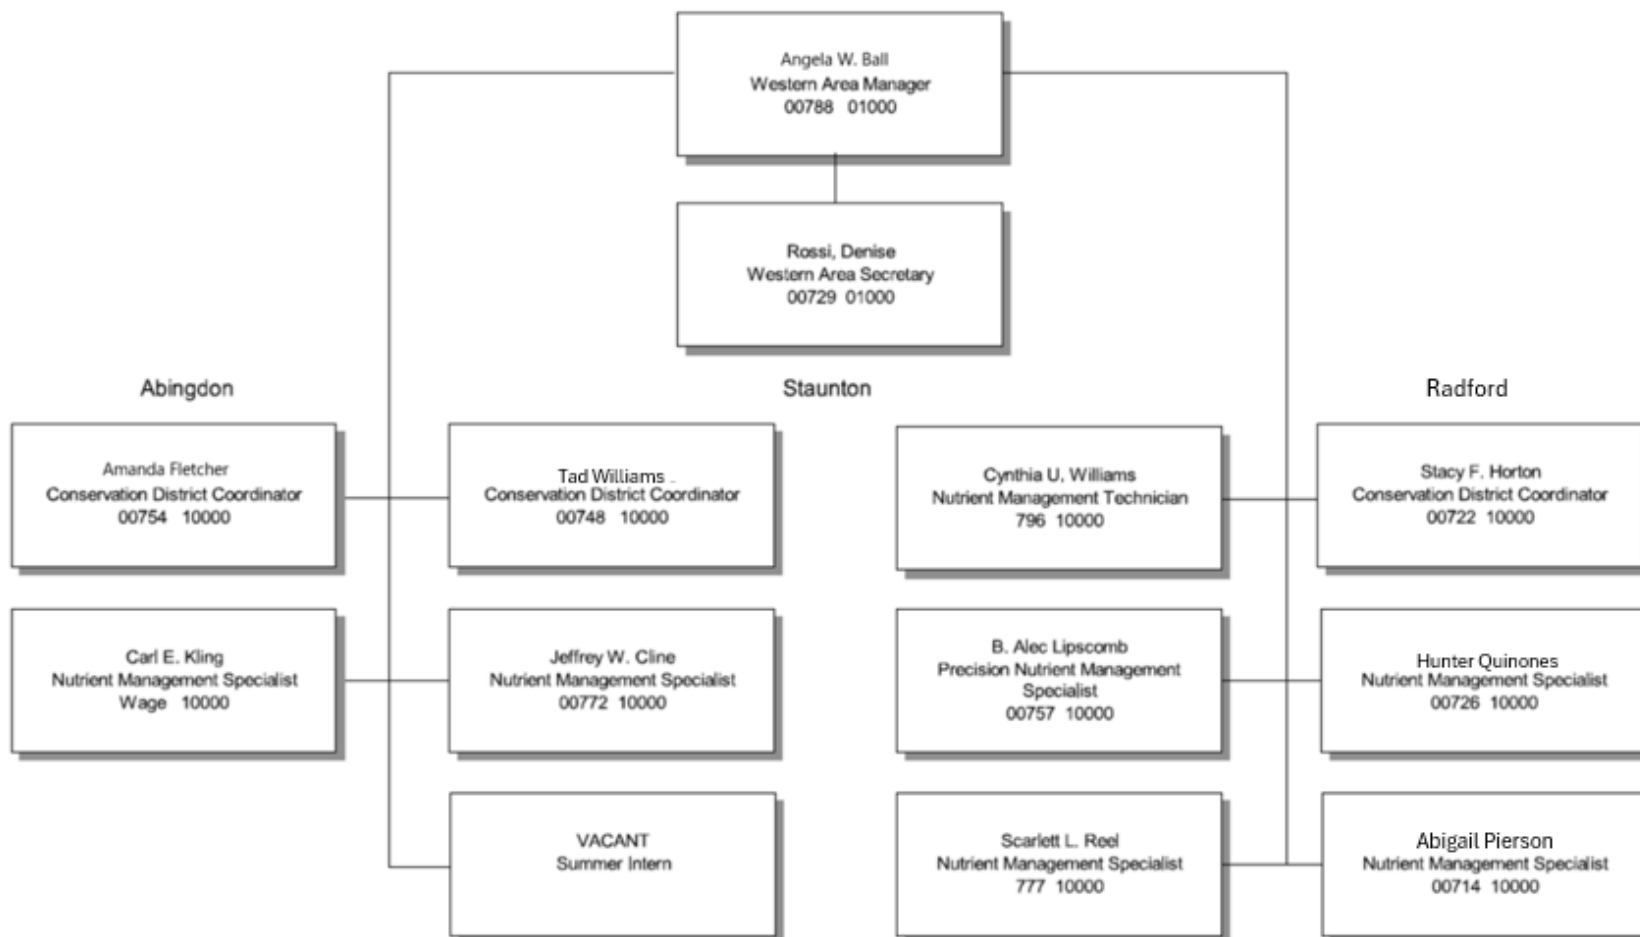 Angela W. Ball
Western Area Manager
00788 01000
Rossi, Denise
Western Area Secretary
00729 01000
Abingdon
Staunton
Radford
Amanda Fletcher
Conservation District Coordinator
00754 10000
Tad Williams
Conservation District Coordinator
00748 10000
Cynthia U, Williams
Nutrient Management Technician
796 10000
Stacy F. Horton
Conservation District Coordinator
00722 10000
Carl E. Kling
Nutrient Management Specialist
Wage 10000
Jeffrey W. Cline
Nutrient Management Specialist
00772 10000
B. Alec Lipscomb
Precision Nutrient Management
Specialist
00757 10000
Hunter Quinones
Nutrient Management Specialist
00726 10000
VACANT
Summer Intern
Scarlett L. Reel
Nutrient Management Specialist
777 10000
Abigail Pierson
Nutrient Management Specialist
00714 10000